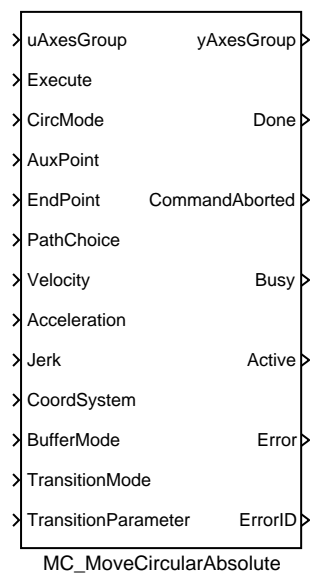 uAxesGroup yAxesGroup
Execute
CircMode Done
AuxPoint
EndPoint CommandAborted
PathChoice
Velocity Busy
Acceleration
Jerk Active
CoordSystem
BufferMode Error
TransitionMode
TransitionParameter ErrorID
MC_MoveCircularAbsolute